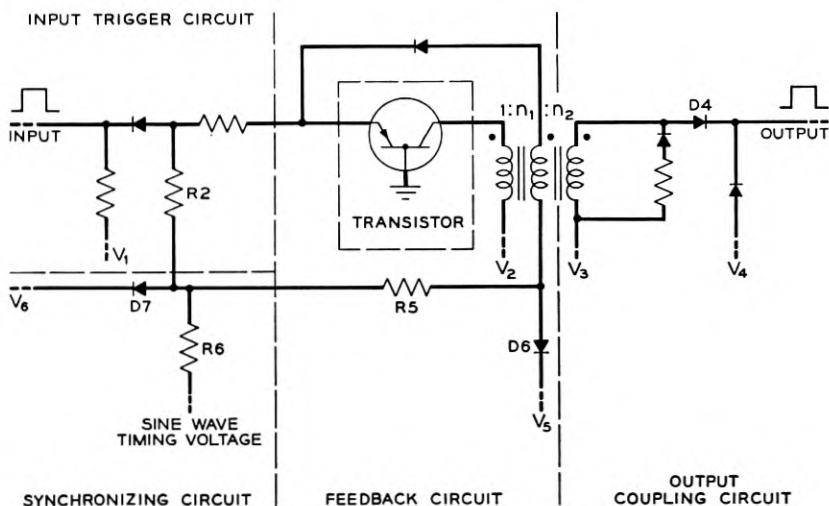 INPUT TRIGGER CIRCUIT
1:n₁ :n₂
D4
INPUT
OUTPUT
R2
TRANSISTOR
V₁
V₂
V₃
V₄
V₆
D7
R5
R6
D6
SINE WAVE
TIMING VOLTAGE
V₅
SYNCHRONIZING CIRCUIT
FEEDBACK CIRCUIT
OUTPUT
COUPLING CIRCUIT